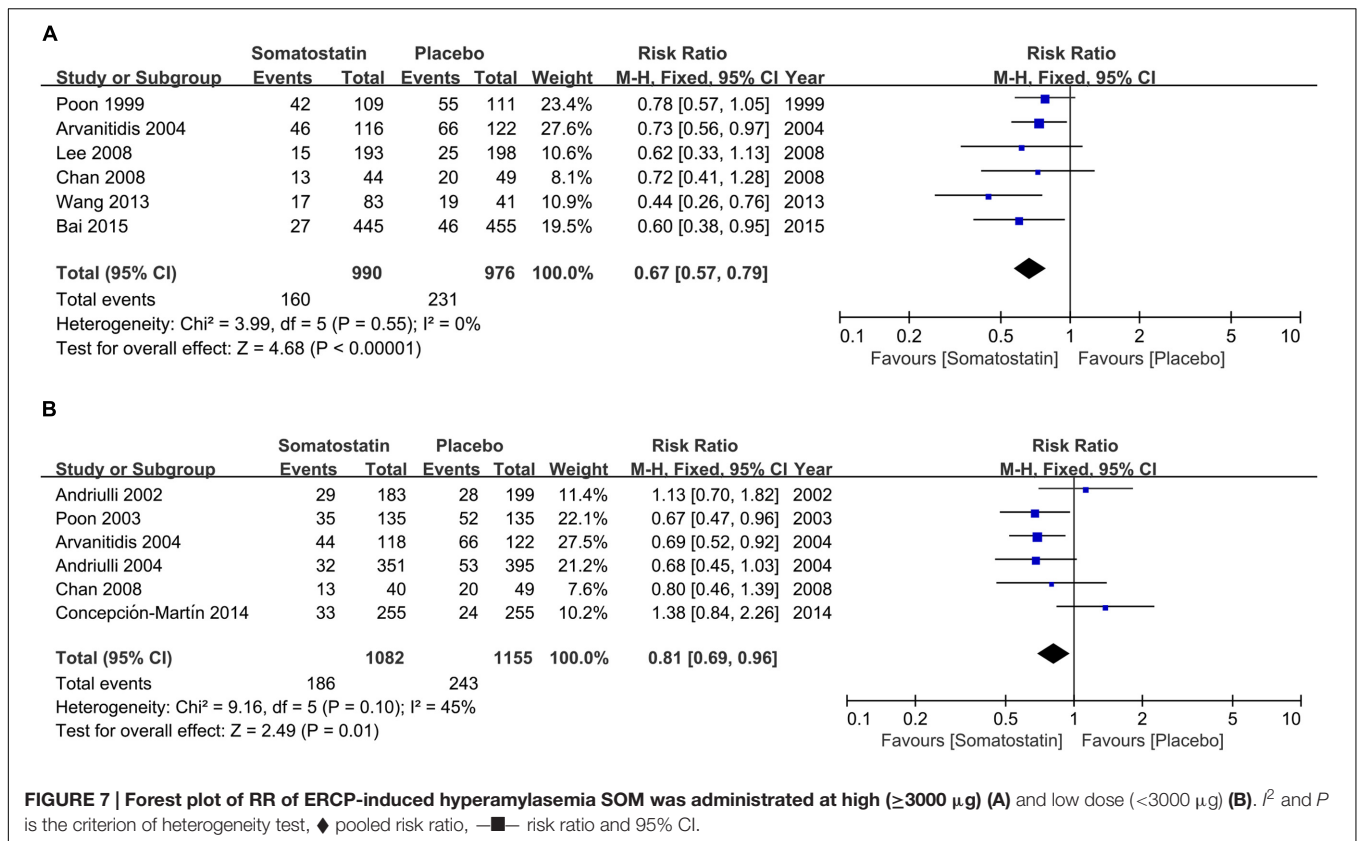 A
Somatostatin Placebo Risk Ratio Risk Ratio
Study or Subgroup Events Total Events Total Weight M-H, Fixed, 95% CI Year M-H, Fixed, 95% CI
Poon 1999 42 109 55 111 23.4% 0.78 [0.57, 1.05] 1999
Arvanitidis 2004 46 116 66 122 27.6% 0.73 [0.56, 0.97] 2004
Lee 2008 15 193 25 198 10.6% 0.62 [0.33, 1.13] 2008
Chan 2008 13 44 20 49 8.1% 0.72 [0.41, 1.28] 2008
Wang 2013 17 83 19 41 10.9% 0.44 [0.26, 0.76] 2013
Bai 2015 27 445 46 455 19.5% 0.60 [0.38, 0.95] 2015
Total (95% CI) 990 976 100.0% 0.67 [0.57, 0.79]
Total events 160 231
Heterogeneity: Chi² = 3.99, df = 5 (P = 0.55); I² = 0%
Test for overall effect: Z = 4.68 (P < 0.00001)
0.1 0.2 0.5 1 2 5 10
Favours [Somatostatin] Favours [Placebo]
B
Somatostatin Placebo Risk Ratio Risk Ratio
Study or Subgroup Events Total Events Total Weight M-H, Fixed, 95% CI Year M-H, Fixed, 95% CI
Andriulli 2002 29 183 28 199 11.4% 1.13 [0.70, 1.82] 2002
Poon 2003 35 135 52 135 22.1% 0.67 [0.47, 0.96] 2003
Arvanitidis 2004 44 118 66 122 27.5% 0.69 [0.52, 0.92] 2004
Andriulli 2004 32 351 53 395 21.2% 0.68 [0.45, 1.03] 2004
Chan 2008 13 40 20 49 7.6% 0.80 [0.46, 1.39] 2008
Concepción-Martín 2014 33 255 24 255 10.2% 1.38 [0.84, 2.26] 2014
Total (95% CI) 1082 1155 100.0% 0.81 [0.69, 0.96]
Total events 186 243
Heterogeneity: Chi² = 9.16, df = 5 (P = 0.10); I² = 45%
Test for overall effect: Z = 2.49 (P = 0.01)
0.1 0.2 0.5 1 2 5 10
Favours [Somatostatin] Favours [Placebo]
FIGURE 7 | Forest plot of RR of ERCP-induced hyperamylasemia SOM was administrated at high (≥3000 μg) (A) and low dose (<3000 μg) (B). I² and P
is the criterion of heterogeneity test, ♦ pooled risk ratio, —■— risk ratio and 95% CI.